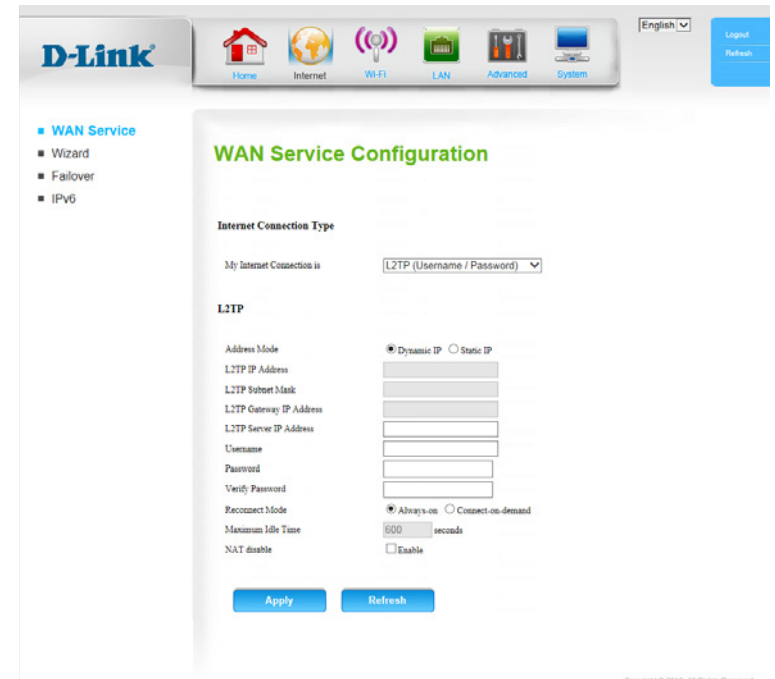 D-Link
Home
Internet
Wi-Fi
LAN
Advanced
System
English
Logout
Refresh
WAN Service
Wizard
Failover
IPv6
WAN Service Configuration
Internet Connection Type
My Internet Connection is L2TP (Username / Password)
L2TP
Address Mode Dynamic IP Static IP
L2TP IP Address
L2TP Subnet Mask
L2TP Gateway IP Address
L2TP Server IP Address
Username
Password
Verify Password
Reconnect Mode Always-on Connect-on-demand
Maximum Idle Time 600 seconds
NAT disable Enable
Apply Refresh